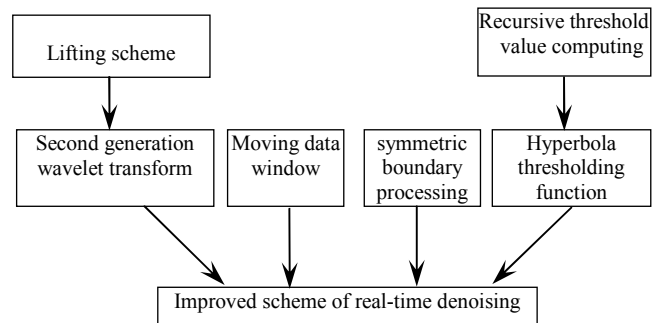 Lifting scheme
Recursive threshold
value computing
Second generation
wavelet transform
Moving data
window
symmetric
boundary
processing
Hyperbola
thresholding
function
Improved scheme of real-time denoising